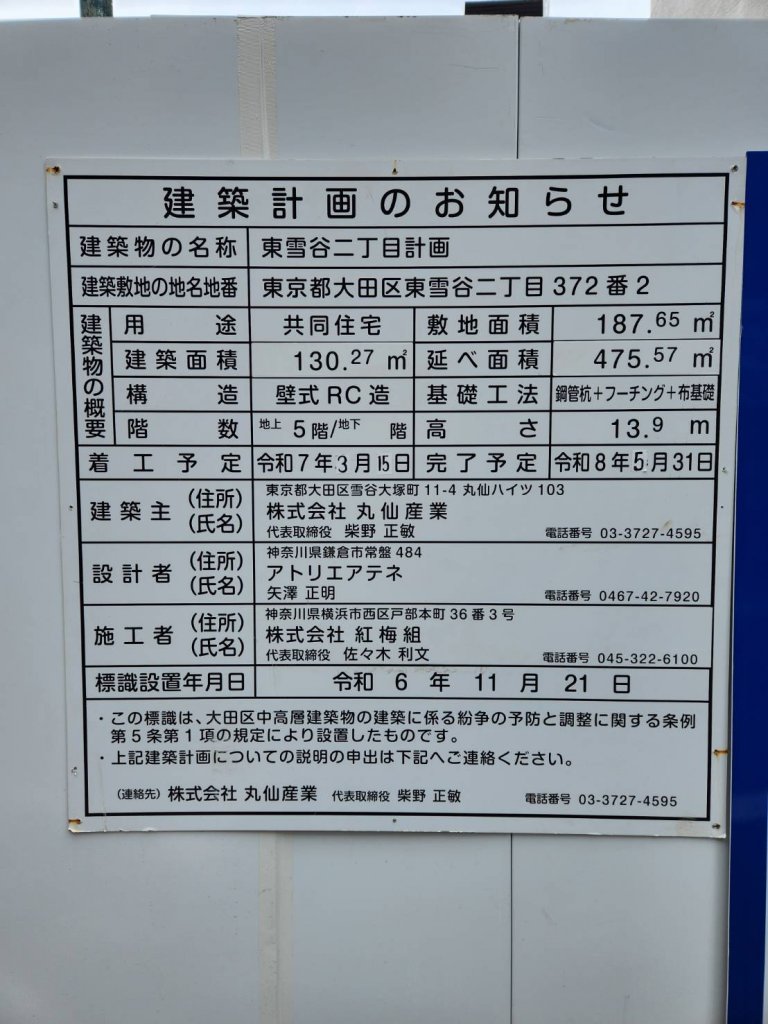 建築計画のお知らせ
建築物の名称 東雪谷二丁目計画
建築敷地の地名地番 東京都大田区東雪谷二丁目372番2
建築物の概要
用途 共同住宅 敷地面積 187.65 ㎡
建築面積 130.27 ㎡ 延べ面積 475.57 ㎡
構造 壁式RC造 基礎工法 鋼管杭+フーチング+布基礎
階数 地上 5階/地下 階 高さ 13.9 m
着工予定 令和7年3月15日 完了予定 令和8年5月31日
建築主 (住所) 東京都大田区雪谷大塚町11-4 丸仙ハイツ103
(氏名) 株式会社 丸仙産業
代表取締役 柴野 正敏 電話番号 03-3727-4595
設計者 (住所) 神奈川県鎌倉市常盤484
(氏名) アトリエアテネ
矢澤 正明 電話番号 0467-42-7920
施工者 (住所) 神奈川県横浜市西区戸部本町36番3号
(氏名) 株式会社 紅梅組
代表取締役 佐々木 利文 電話番号 045-322-6100
標識設置年月日 令和 6 年 11 月 21 日
・この標識は、大田区中高層建築物の建築に係る紛争の予防と調整に関する条例
第5条第1項の規定により設置したものです。
・上記建築計画についての説明の申出は下記へご連絡ください。
(連絡先) 株式会社 丸仙産業 代表取締役 柴野 正敏 電話番号 03-3727-4595